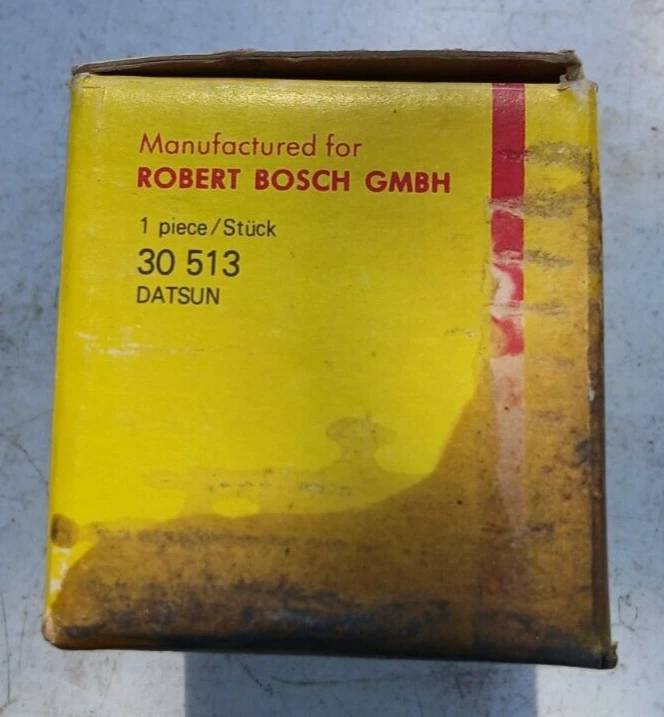 Manufactured for
ROBERT BOSCH GMBH
1 piece/Stück
30 513
DATSUN